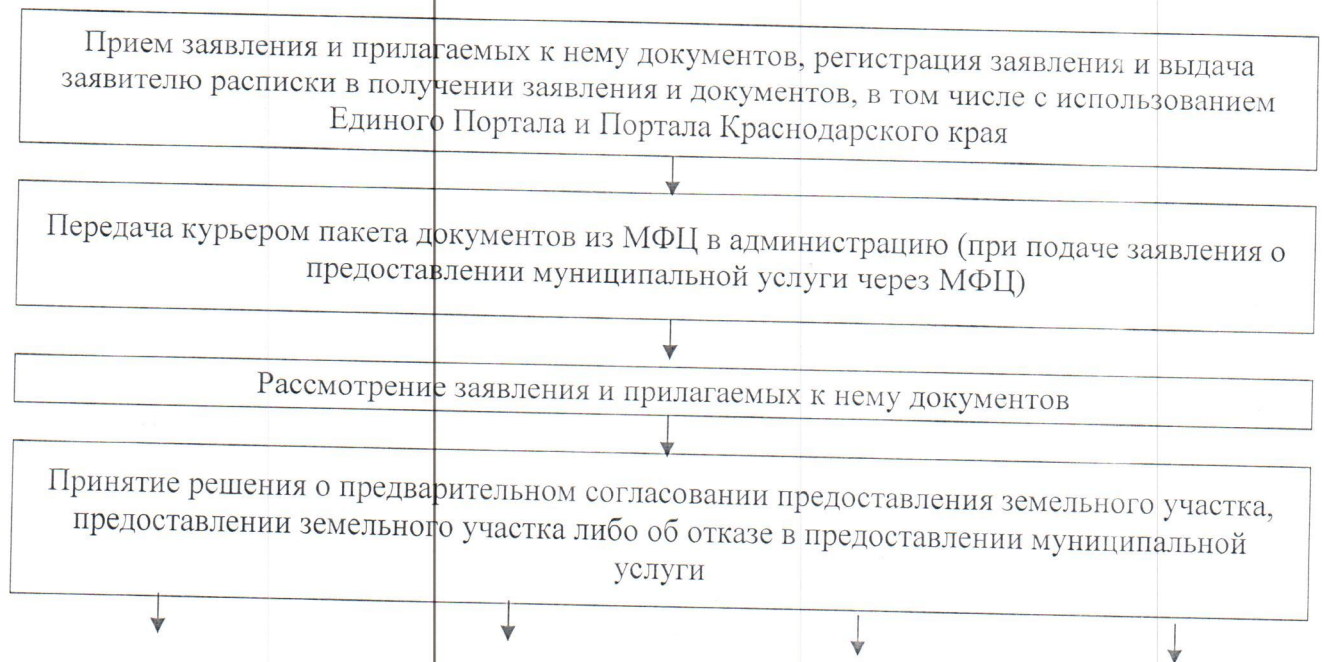 Прием заявления и прилагаемых к нему документов, регистрация заявления и выдача
заявителю расписки в получении заявления и документов, в том числе с использованием
Единого Портала и Портала Краснодарского края
Передача курьером пакета документов из МФЦ в администрацию (при подаче заявления о
предоставлении муниципальной услуги через МФЦ)
Рассмотрение заявления и прилагаемых к нему документов
Принятие решения о предварительном согласовании предоставления земельного участка,
предоставлении земельного участка либо об отказе в предоставлении муниципальной
услуги